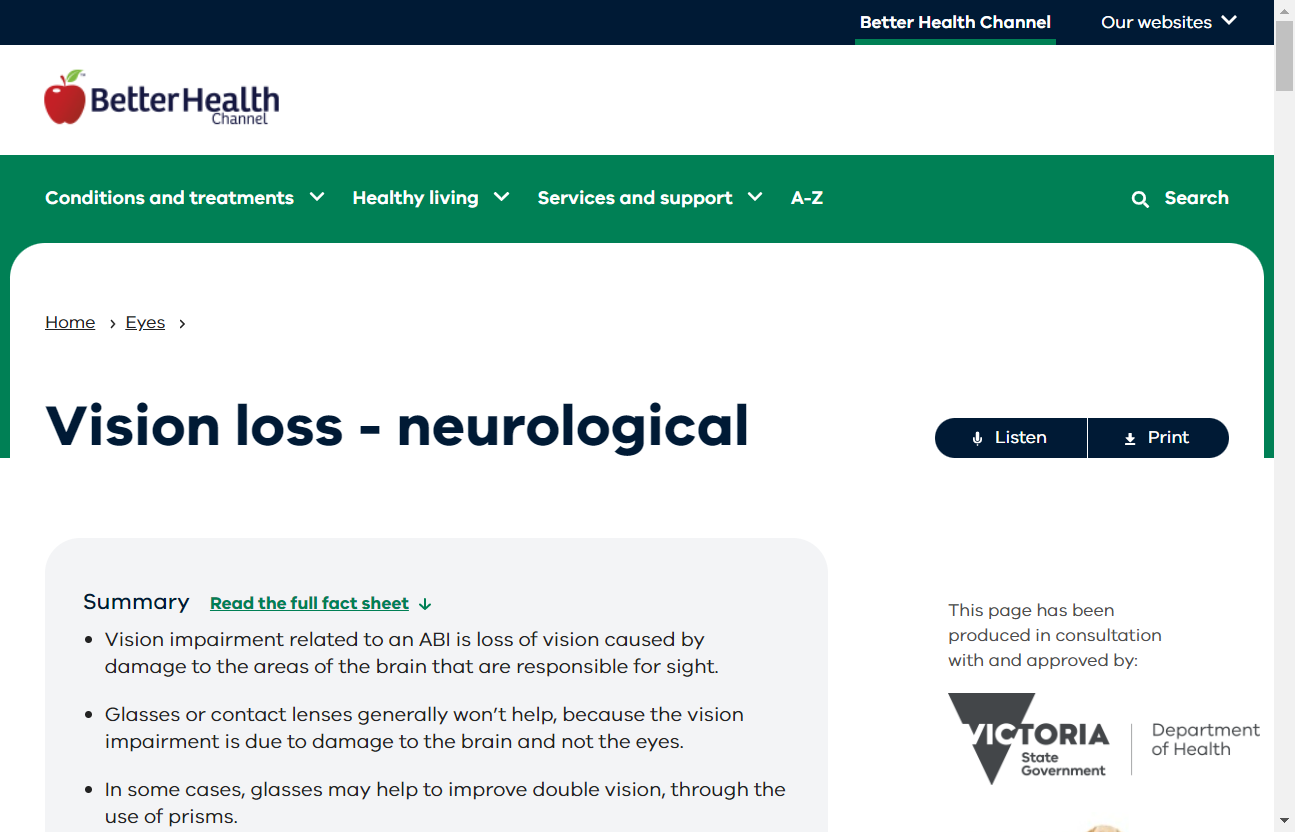 Better Health Channel
Our websites
BetterHealth
Channel
Conditions and treatments
Healthy living
Services and support
A-Z
Search
Home
Eyes
Vision loss - neurological
Listen
Print
Summary
Read the full fact sheet
• Vision impairment related to an ABI is loss of vision caused by
damage to the areas of the brain that are responsible for sight.
• Glasses or contact lenses generally won’t help, because the vision
impairment is due to damage to the brain and not the eyes.
• In some cases, glasses may help to improve double vision, through the
use of prisms.
This page has been
produced in consultation
with and approved by:
VICTORIA
State
Government
Department
of Health